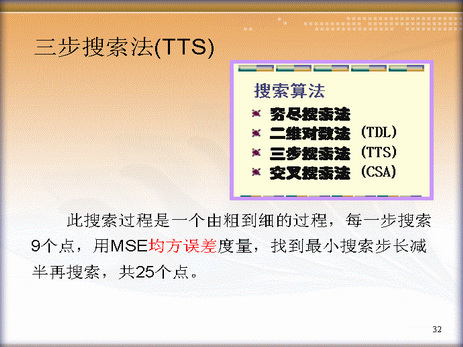 三步搜索法(TTS)
搜索算法
穷尽搜索法
二维对数法 (TDL)
三步搜索法 (TTS)
交叉搜索法 (CSA)
此搜索过程是一个由粗到细的过程，每一步搜索
9个点，用MSE均方误差度量，找到最小搜索步长减
半再搜索，共25个点。
32